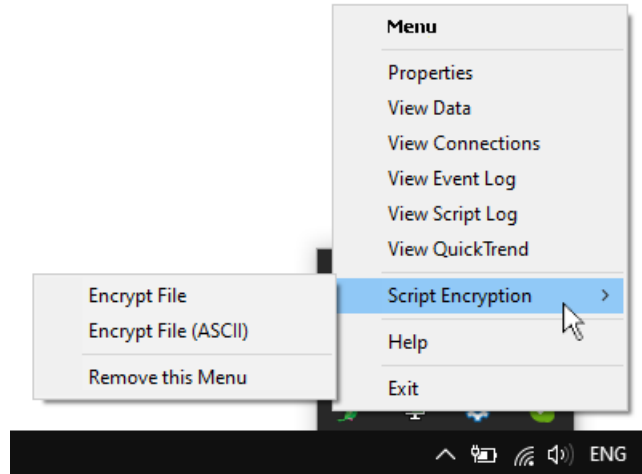 Menu
Properties
View Data
View Connections
View Event Log
View Script Log
View QuickTrend
Script Encryption
Encrypt File
Encrypt File (ASCII)
Remove this Menu
Help
Exit
ENG